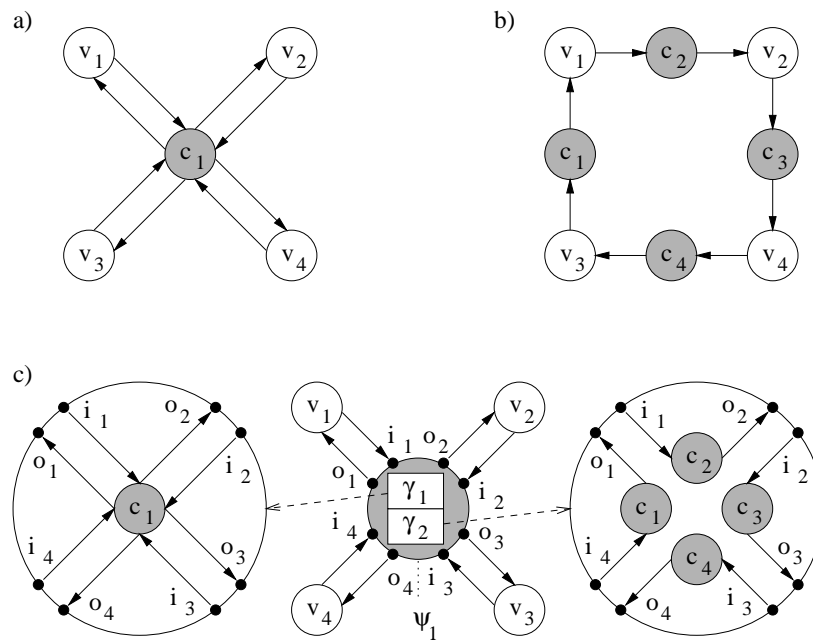 a)
v1
v2
c1
v3
v4
b)
v1
c2
v2
c1
c3
v3
c4
v4
c)
i1
o2
o1
i2
c1
i4
o3
o4
i3
v1
v2
i1
o2
o1
γ1
i2
i4
γ2
o3
o4
i3
v4
v3
ψ1
i1
o2
o1
c2
i2
c1
c3
i4
c4
o3
o4
i3